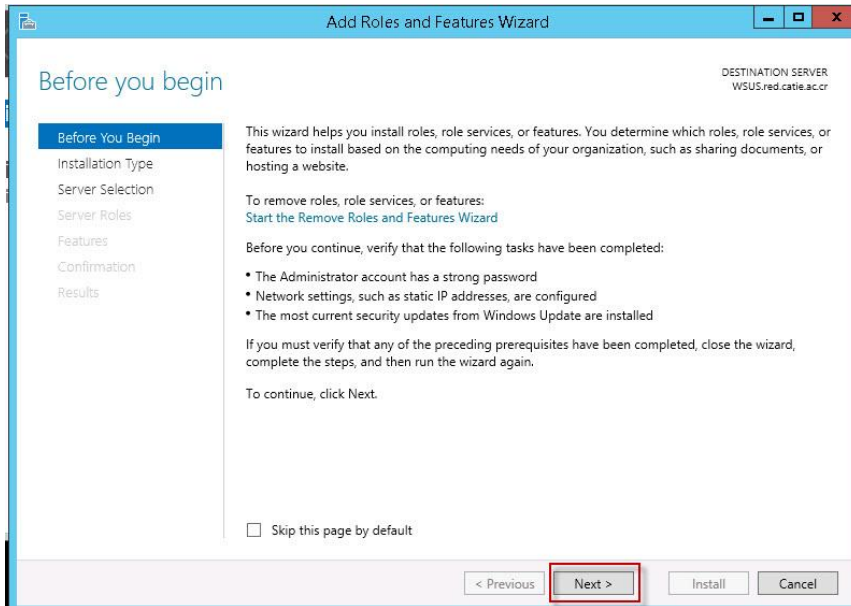 Add Roles and Features Wizard
Before you begin
DESTINATION SERVER
WSUS.red.catie.ac.cr
Before You Begin
Installation Type
Server Selection
Server Roles
Features
Confirmation
Results
This wizard helps you install roles, role services, or features. You determine which roles, role services, or
features to install based on the computing needs of your organization, such as sharing documents, or
hosting a website.
To remove roles, role services, or features:
Start the Remove Roles and Features Wizard
Before you continue, verify that the following tasks have been completed:
• The Administrator account has a strong password
• Network settings, such as static IP addresses, are configured
• The most current security updates from Windows Update are installed
If you must verify that any of the preceding prerequisites have been completed, close the wizard,
complete the steps, and then run the wizard again.
To continue, click Next.
Skip this page by default
< Previous
Next >
Install
Cancel